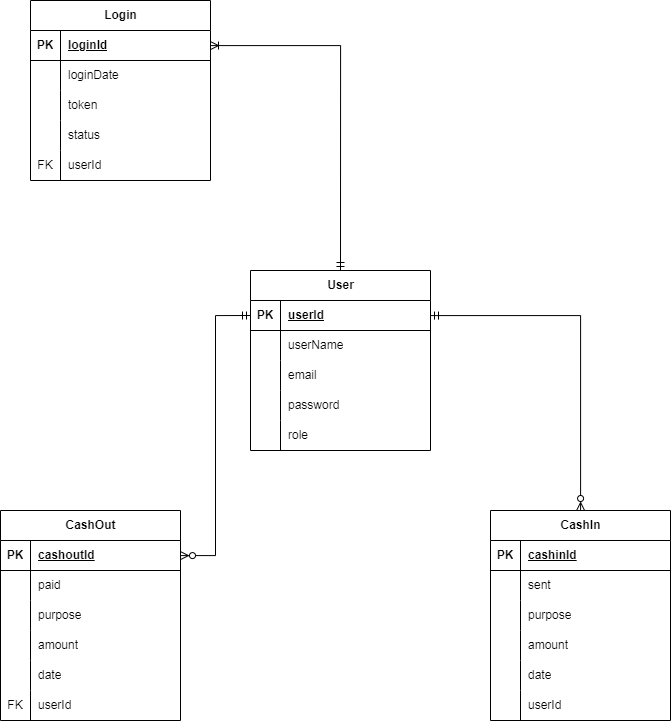 Login
PK loginId
loginDate
token
status
FK userId
User
PK userId
userName
email
password
role
CashOut
PK cashoutId
paid
purpose
amount
date
FK userId
CashIn
PK cashinId
sent
purpose
amount
date
userId